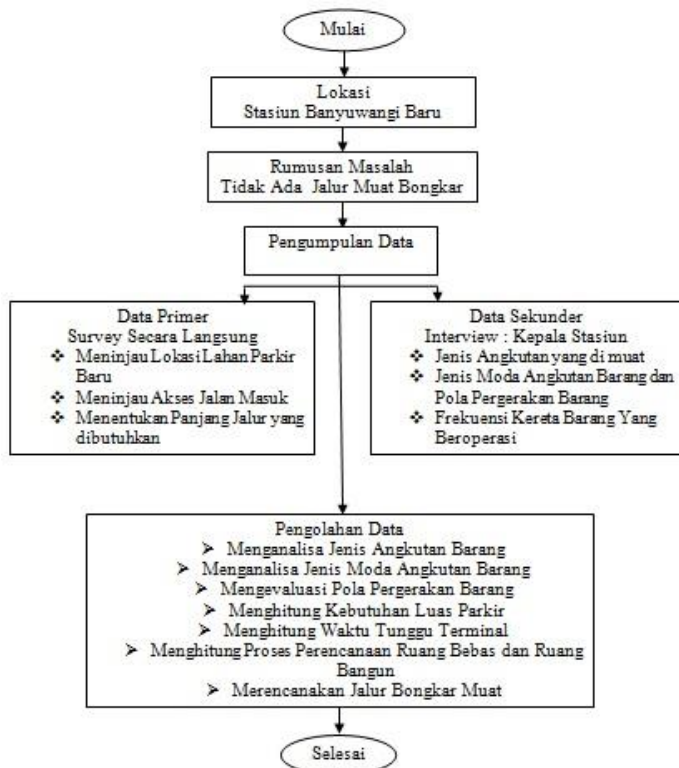 Mulai
Lokasi
Stasiun Banyuwangi Baru
Rumusan Masalah
Tidak Ada Jalur Muat Bongkar
Pengumpulan Data
Data Primer
Survey Secara Langsung
❖ Meninjau Lokasi Lahan Parkir
Baru
❖ Meninjau Akses Jalan Masuk
❖ Menentukan Panjang Jalur yang
dibutuhkan
Data Sekunder
Interview : Kepala Stasiun
❖ Jenis Angkutan yang di muat
❖ Jenis Moda Angkutan Barang dan
Pola Pergerakan Barang
❖ Frekuensi Kereta Barang Yang
Beroperasi
Pengolahan Data
➢ Menganalisa Jenis Angkutan Barang
➢ Menganalisa Jenis Moda Angkutan Barang
➢ Mengevaluasi Pola Pergerakan Barang
➢ Menghitung Kebutuhan Luas Parkir
➢ Menghitung Waktu Tunggu Terminal
➢ Menghitung Proses Perencanaan Ruang Bebas dan Ruang
Bangun
➢ Merencanakan Jalur Bongkar Muat
Selesai